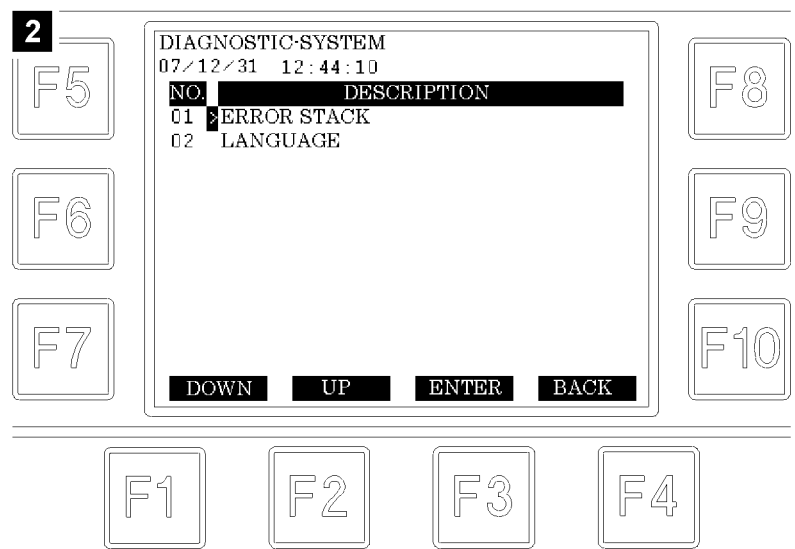 2
DIAGNOSTIC-SYSTEM
07/12/31 12:44:10
NO. DESCRIPTION
01 >ERROR STACK
02 LANGUAGE
DOWN UP ENTER BACK
F5
F6
F7
F8
F9
F10
F1 F2 F3 F4